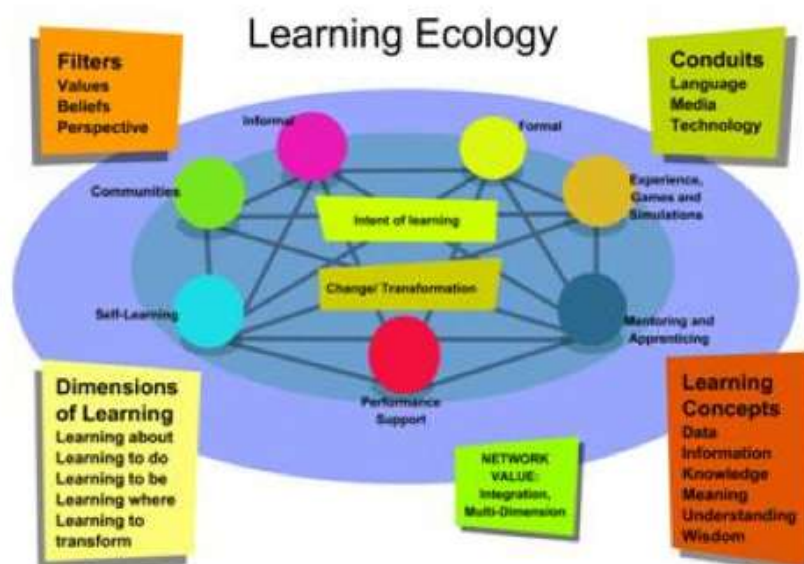 Learning Ecology
Filters
Values
Beliefs
Perspective
Conduits
Language
Media
Technology
Informal
Formal
Communities
Experience,
Games and
Simulations
Intent of learning
Change/ Transformation
Self-Learning
Mentoring and
Apprenticing
Performance
Support
Dimensions
of Learning
Learning about
Learning to do
Learning to be
Learning where
Learning to
transform
NETWORK
VALUE:
Integration,
Multi-Dimension
Learning
Concepts
Data
Information
Knowledge
Meaning
Understanding
Wisdom